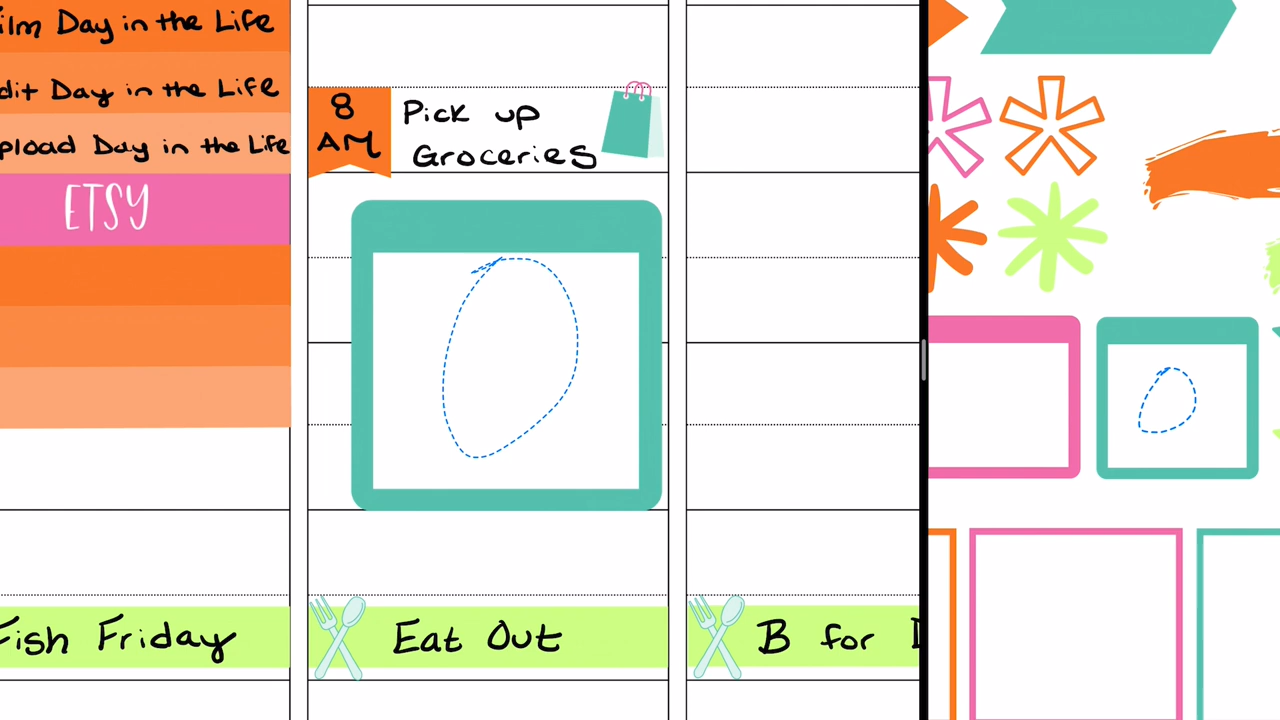 ilm Day in the Life
dit Day in the Life
pload Day in the Life
ETSY
8
AM
Pick up
Groceries
Fish Friday
Eat Out
B for